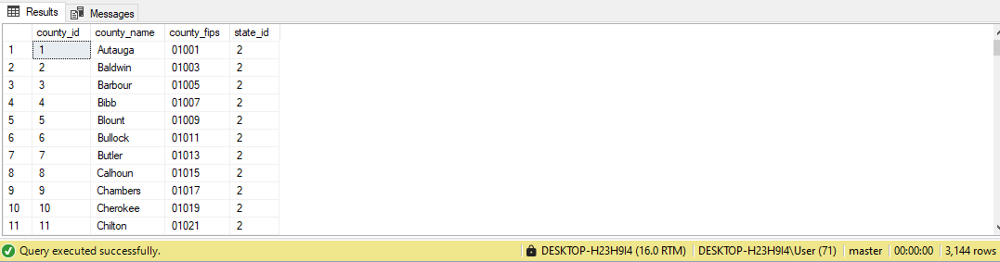 Results Messages
county_id county_name county_fips state_id
1 1 Autauga 01001 2
2 2 Baldwin 01003 2
3 3 Barbour 01005 2
4 4 Bibb 01007 2
5 5 Blount 01009 2
6 6 Bullock 01011 2
7 7 Butler 01013 2
8 8 Calhoun 01015 2
9 9 Chambers 01017 2
10 10 Cherokee 01019 2
11 11 Chilton 01021 2
Query executed successfully. DESKTOP-H23H9I4 (16.0 RTM) DESKTOP-H23H9I4\User (71) master 00:00:00 3,144 rows